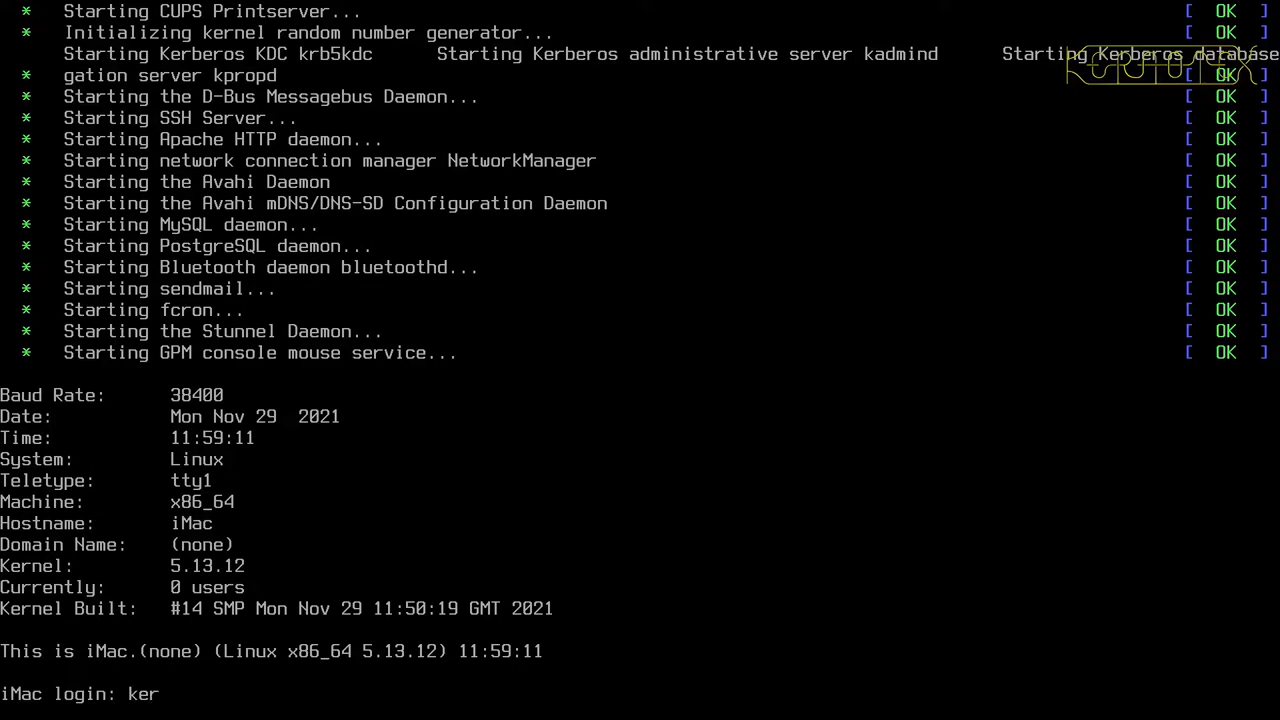 * Starting CUPS Printserver... [ OK ]
* Initializing kernel random number generator... [ OK ]
Starting Kerberos KDC krb5kdc Starting Kerberos administrative server kadmind Starting Kerberos database
* gation server kpropd [ OK ]
* Starting the D-Bus Messagebus Daemon... [ OK ]
* Starting SSH Server... [ OK ]
* Starting Apache HTTP daemon... [ OK ]
* Starting network connection manager NetworkManager [ OK ]
* Starting the Avahi Daemon [ OK ]
* Starting the Avahi mDNS/DNS-SD Configuration Daemon [ OK ]
* Starting MySQL daemon... [ OK ]
* Starting PostgreSQL daemon... [ OK ]
* Starting Bluetooth daemon bluetoothd... [ OK ]
* Starting sendmail... [ OK ]
* Starting fcron... [ OK ]
* Starting the Stunnel Daemon... [ OK ]
* Starting GPM console mouse service... [ OK ]
Baud Rate: 38400
Date: Mon Nov 29 2021
Time: 11:59:11
System: Linux
Teletype: tty1
Machine: x86_64
Hostname: iMac
Domain Name: (none)
Kernel: 5.13.12
Currently: 0 users
Kernel Built: #14 SMP Mon Nov 29 11:50:19 GMT 2021
This is iMac.(none) (Linux x86_64 5.13.12) 11:59:11
iMac login: ker